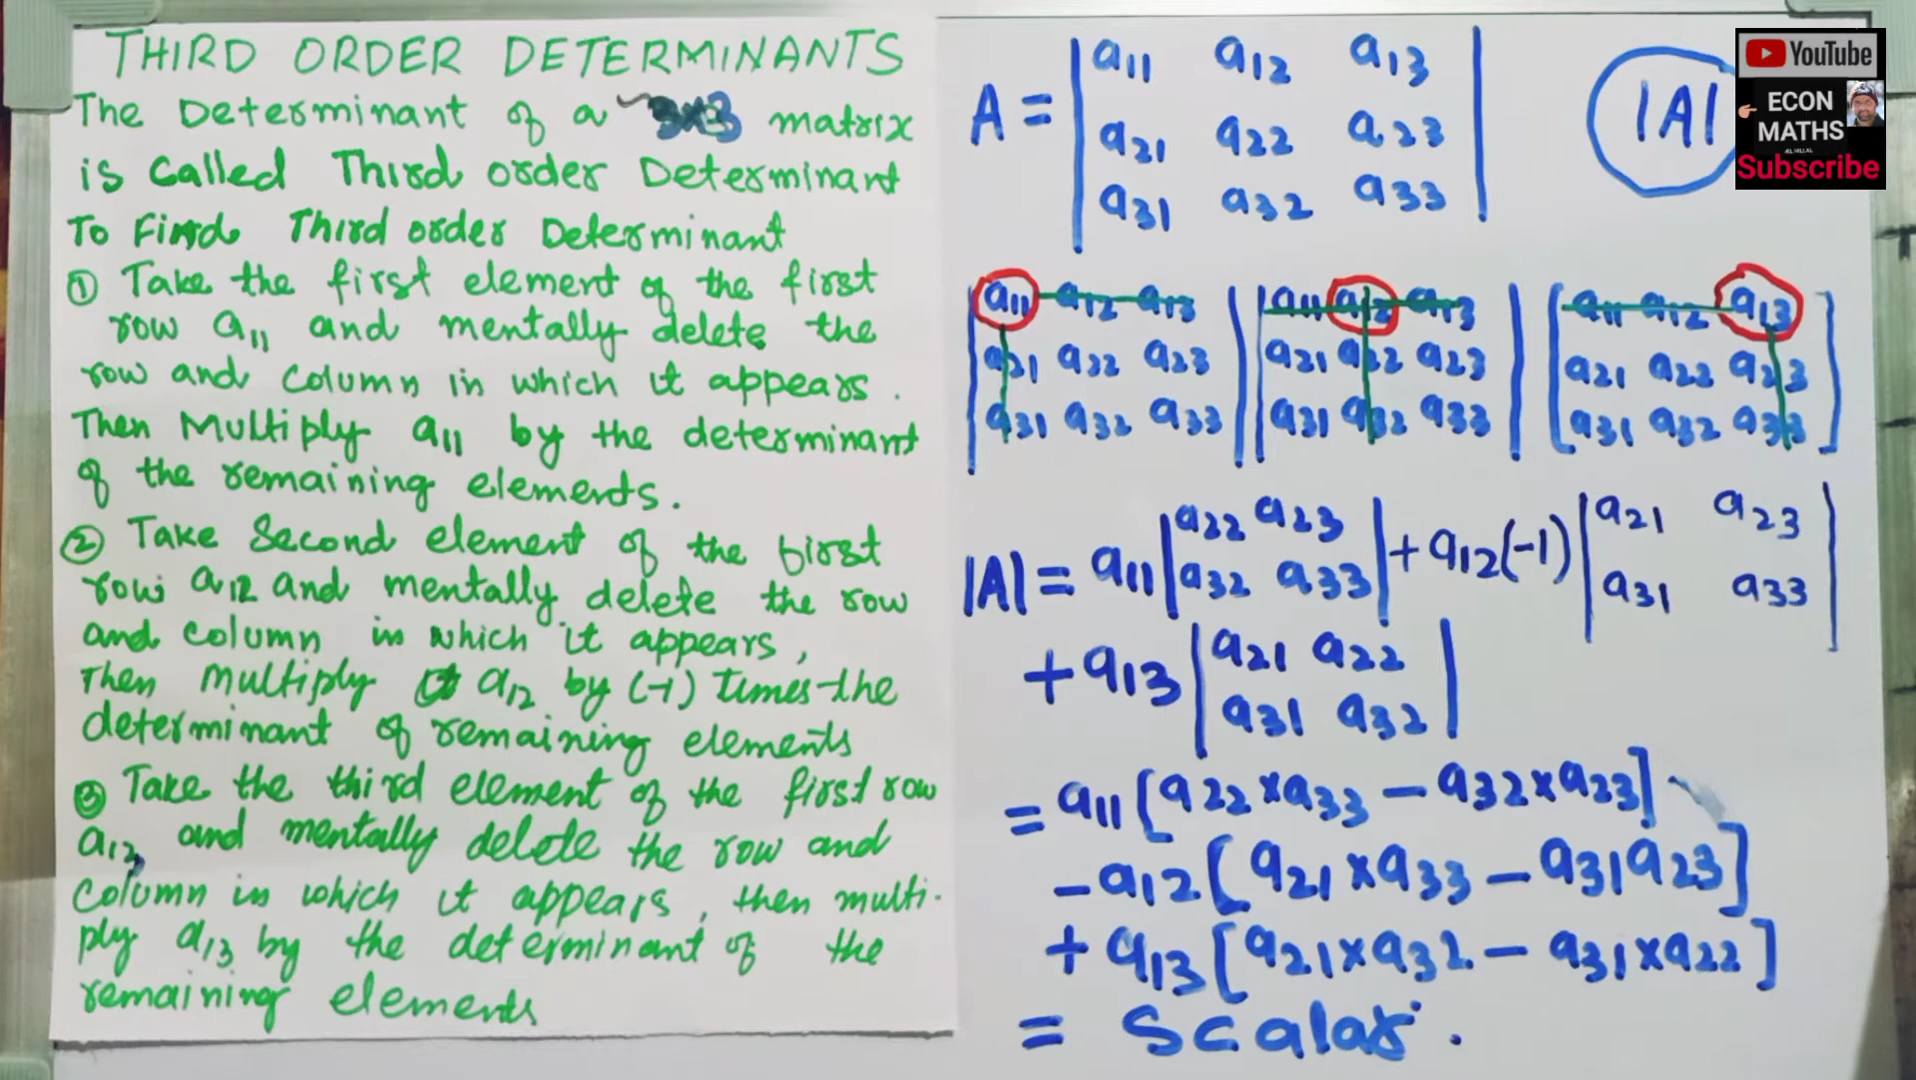 THIRD ORDER DETERMINANTS
The Determinant of a 3×3 matrix
is Called Third order Determinant
To Find Third order Determinant
① Take the first element of the first
row a11 and mentally delete the
row and column in which it appears.
Then Multiply a11 by the determinant
of the remaining elements.
② Take Second element of the first
row a12 and mentally delete the row
and column in which it appears,
Then multiply a12 by (-1) times the
determinant of remaining elements
③ Take the third element of the first row
a13 and mentally delete the row and
column in which it appears, then multi-
ply a13 by the determinant of the
remaining elements
A = | a11 a12 a13 |
| a21 a22 a23 |
| a31 a32 a33 |
|A|
YouTube
ECON
MATHS
Subscribe
| a11 a12 a13 | | a11 a12 a13 | [ a11 a12 a13 ]
| a21 a22 a23 | | a21 a22 a23 | [ a21 a22 a23 ]
| a31 a32 a33 | | a31 a32 a33 | [ a31 a32 a33 ]
|A| = a11 | a22 a23 | + a12(-1) | a21 a23 |
| a32 a33 | | a31 a33 |
+ a13 | a21 a22 |
| a31 a32 |
= a11 [a22×a33 − a32×a23]
− a12 [a21×a33 − a31a23]
+ a13 [a21×a32 − a31×a22]
= Scalar.